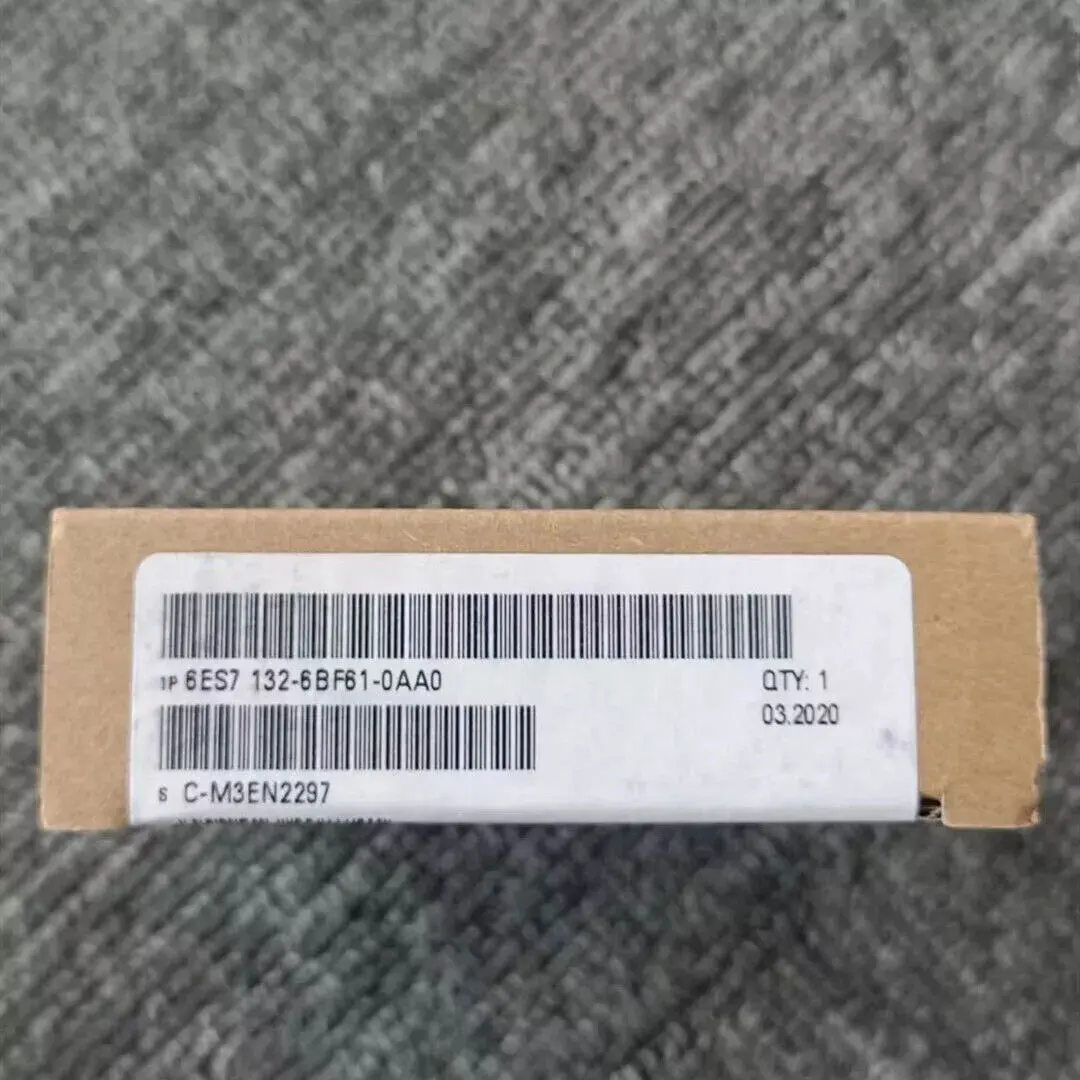 1P 6ES7 132-6BF61-0AA0
QTY: 1
03.2020
S C-M3EN2297